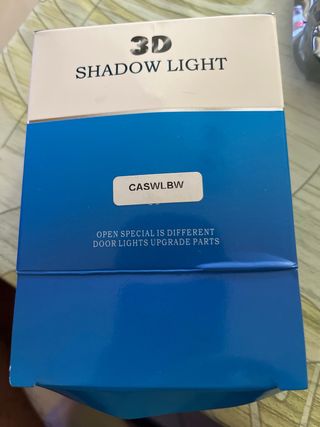 3D
SHADOW LIGHT
CASWLBW
OPEN SPECIAL IS DIFFERENT
DOOR LIGHTS UPGRADE PARTS